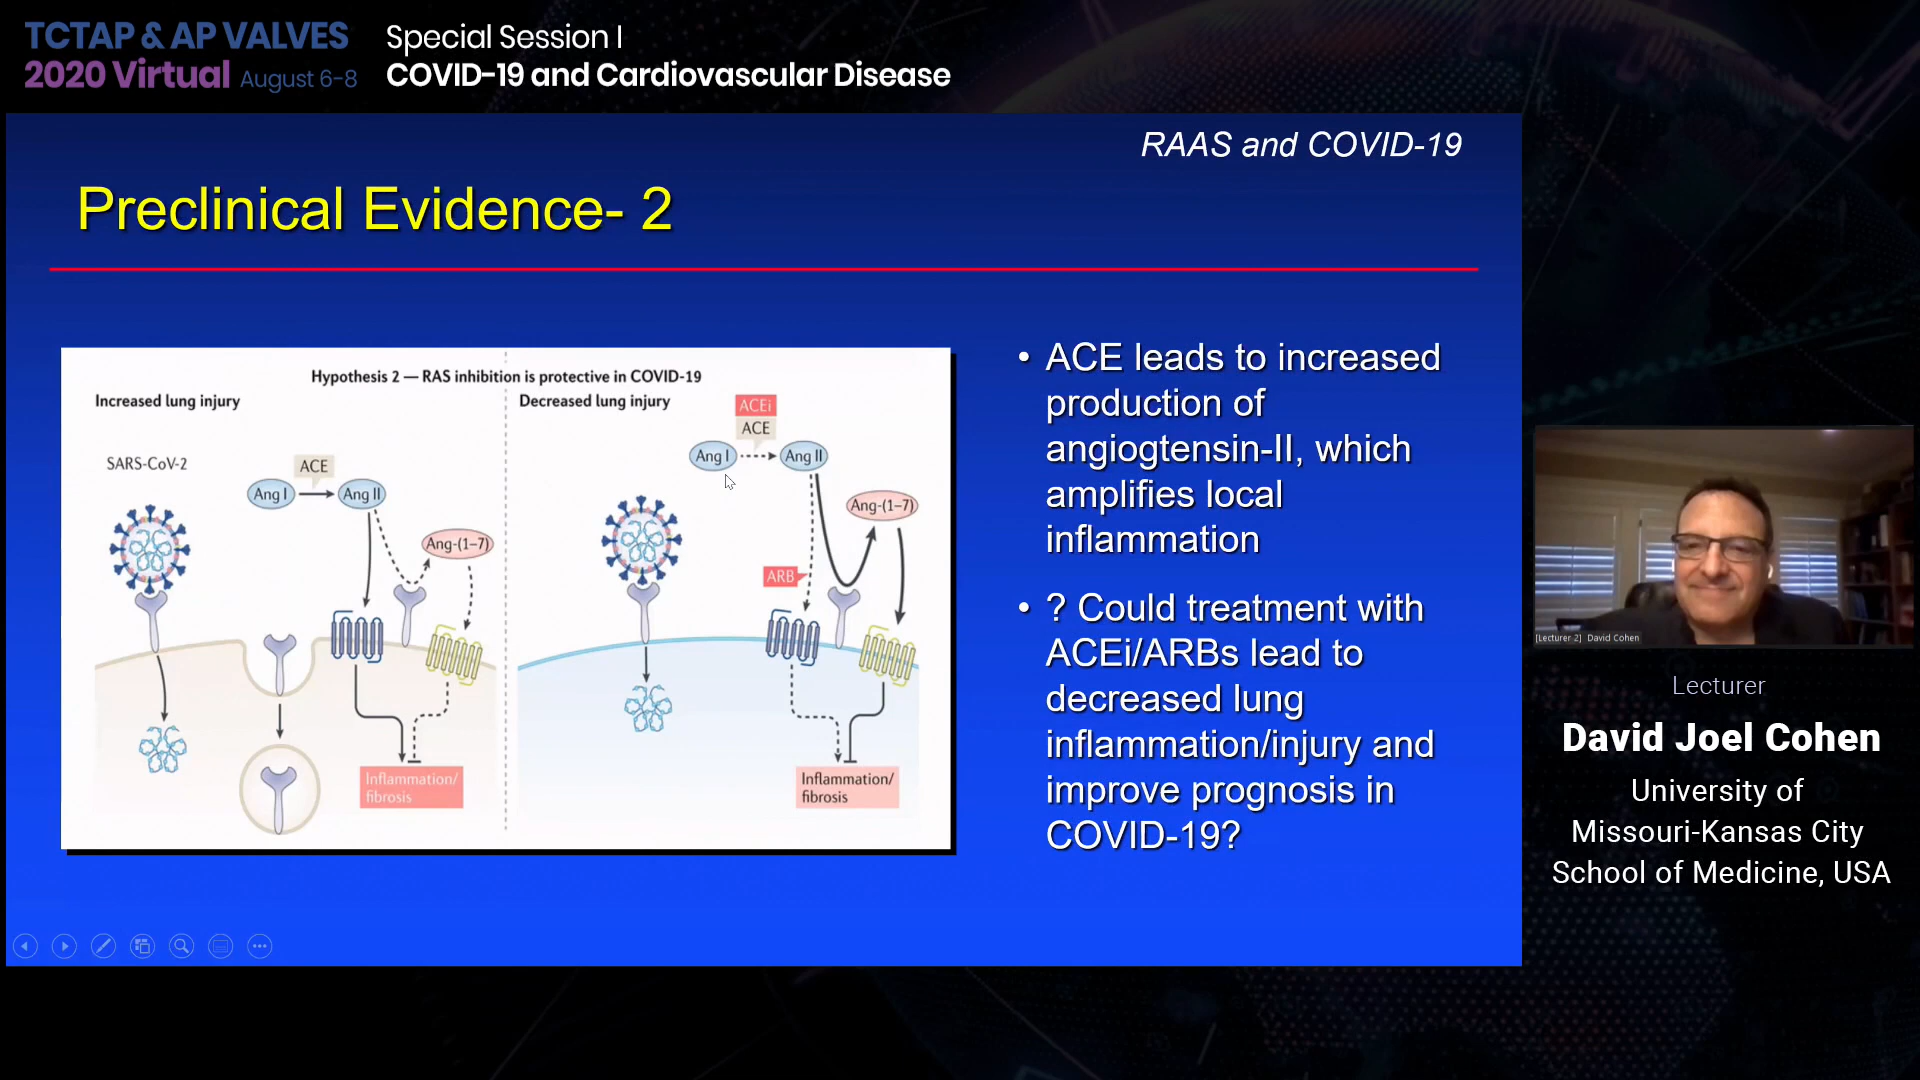 TCTAP & AP VALVES
2020 Virtual August 6-8
Special Session I
COVID-19 and Cardiovascular Disease
RAAS and COVID-19
Preclinical Evidence- 2
Hypothesis 2 — RAS inhibition is protective in COVID-19
Increased lung injury
SARS-CoV-2
ACE
Ang I
Ang II
Ang-(1–7)
Inflammation/
fibrosis
Decreased lung injury
ACEi
ACE
Ang I
Ang II
Ang-(1–7)
ARB
Inflammation/
fibrosis
• ACE leads to increased
production of
angiogtensin-II, which
amplifies local
inflammation
• ? Could treatment with
ACEi/ARBs lead to
decreased lung
inflammation/injury and
improve prognosis in
COVID-19?
[Lecturer 2] David Cohen
Lecturer
David Joel Cohen
University of
Missouri-Kansas City
School of Medicine, USA